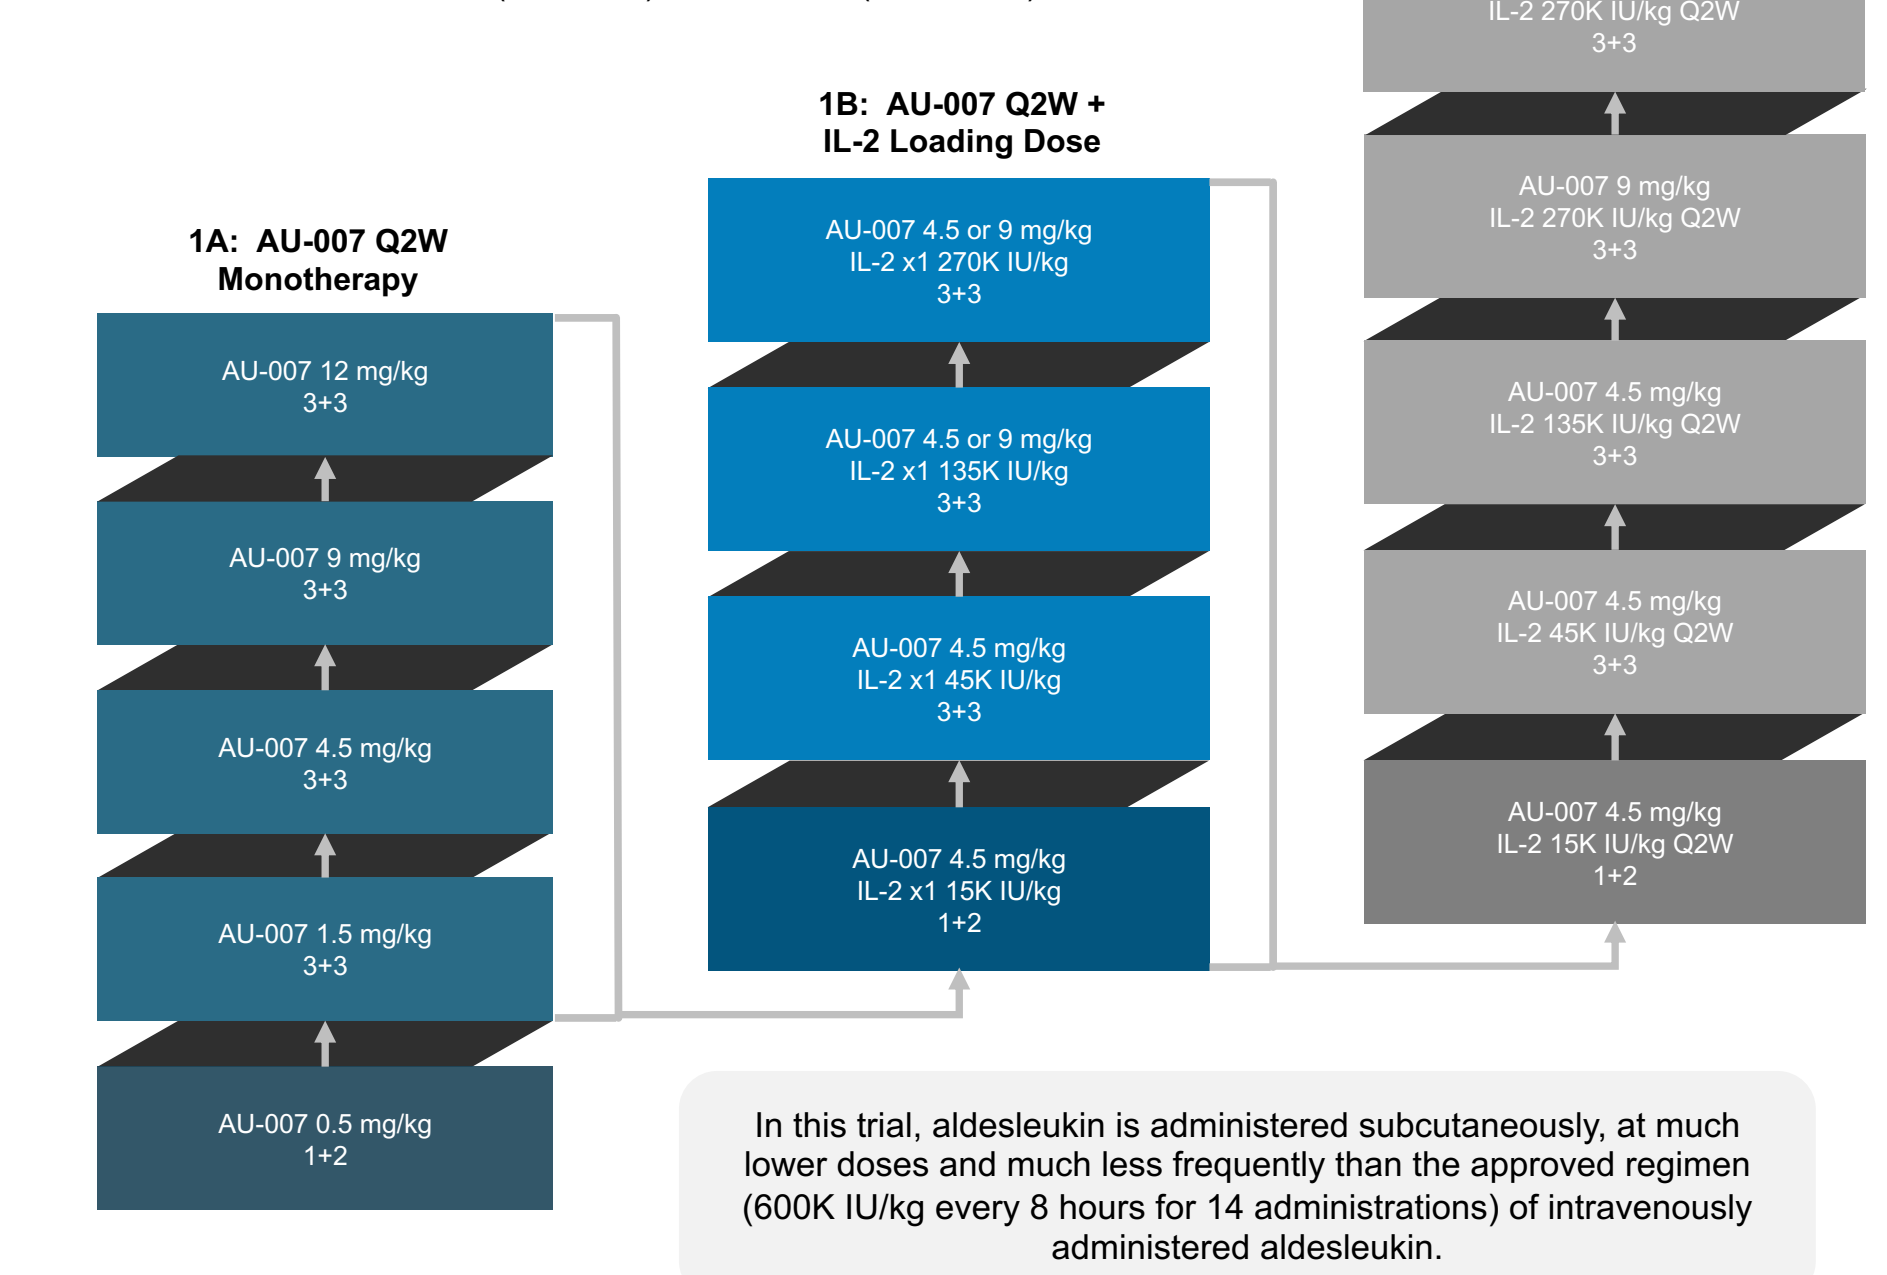 1A:  AU-007 Q2W
Monotherapy
AU-007 12 mg/kg
3+3
AU-007 9 mg/kg
3+3
AU-007 4.5 mg/kg
3+3
AU-007 1.5 mg/kg
3+3
AU-007 0.5 mg/kg
1+2
1B:  AU-007 Q2W +
IL-2 Loading Dose
AU-007 4.5 or 9 mg/kg
IL-2 x1 270K IU/kg
3+3
AU-007 4.5 or 9 mg/kg
IL-2 x1 135K IU/kg
3+3
AU-007 4.5 mg/kg
IL-2 x1 45K IU/kg
3+3
AU-007 4.5 mg/kg
IL-2 x1 15K IU/kg
1+2
IL-2 270K IU/kg Q2W
3+3
AU-007 9 mg/kg
IL-2 270K IU/kg Q2W
3+3
AU-007 4.5 mg/kg
IL-2 135K IU/kg Q2W
3+3
AU-007 4.5 mg/kg
IL-2 45K IU/kg Q2W
3+3
AU-007 4.5 mg/kg
IL-2 15K IU/kg Q2W
1+2
In this trial, aldesleukin is administered subcutaneously, at much
lower doses and much less frequently than the approved regimen
(600K IU/kg every 8 hours for 14 administrations) of intravenously
administered aldesleukin.